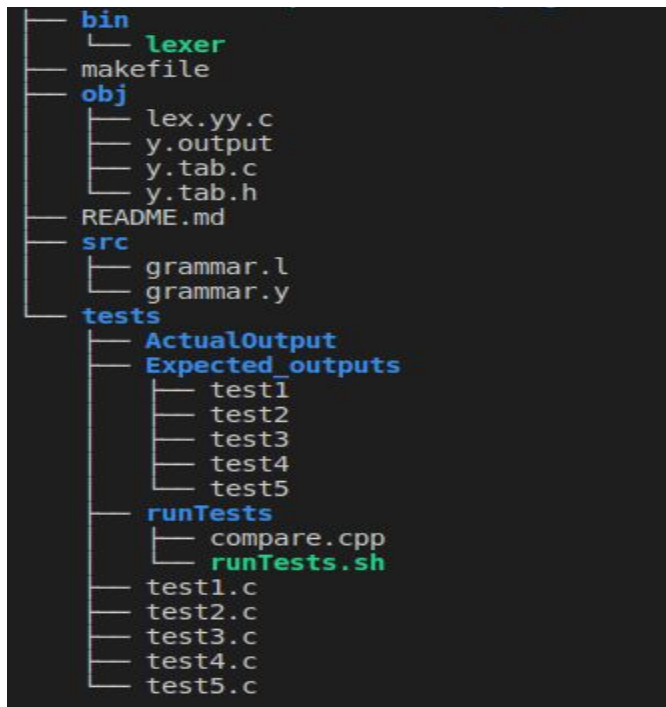 ├── bin
│   └── lexer
├── makefile
├── obj
│   ├── lex.yy.c
│   ├── y.output
│   ├── y.tab.c
│   └── y.tab.h
├── README.md
├── src
│   ├── grammar.l
│   └── grammar.y
└── tests
    ├── ActualOutput
    ├── Expected_outputs
    │   ├── test1
    │   ├── test2
    │   ├── test3
    │   ├── test4
    │   └── test5
    ├── runTests
    │   ├── compare.cpp
    │   └── runTests.sh
    ├── test1.c
    ├── test2.c
    ├── test3.c
    ├── test4.c
    └── test5.c